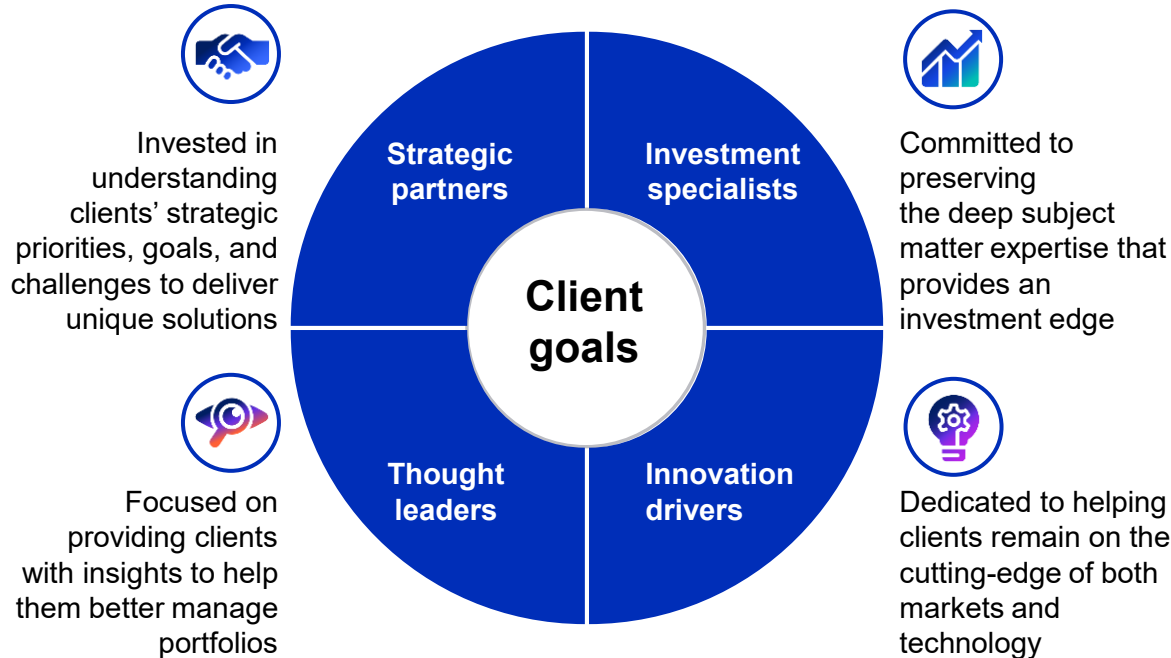 Invested in
understanding
clients’ strategic
priorities, goals, and
challenges to deliver
unique solutions
Strategic
partners
Investment
specialists
Committed to
preserving
the deep subject
matter expertise that
provides an
investment edge
Client
goals
Focused on
providing clients
with insights to help
them better manage
portfolios
Thought
leaders
Innovation
drivers
Dedicated to helping
clients remain on the
cutting-edge of both
markets and
technology